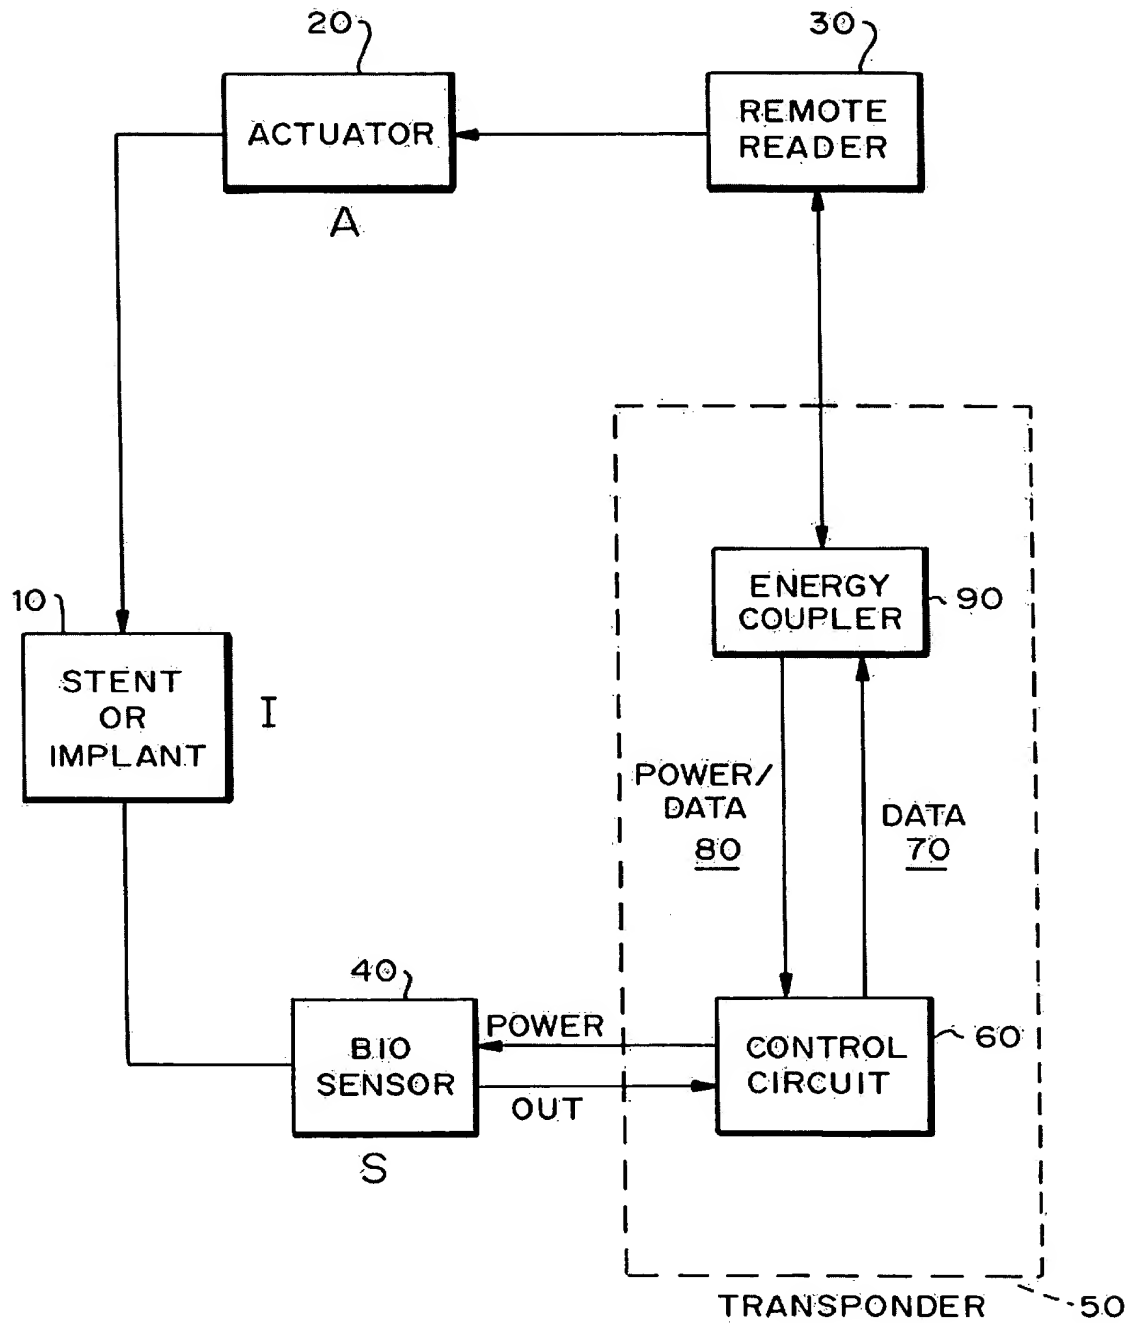 20
30
ACTUATOR
REMOTE
READER
A
10
STENT
OR
IMPLANT
I
ENERGY
COUPLER
90
POWER/
DATA
80
DATA
70
40
BIO
SENSOR
S
POWER
OUT
CONTROL
CIRCUIT
60
TRANSPONDER
50